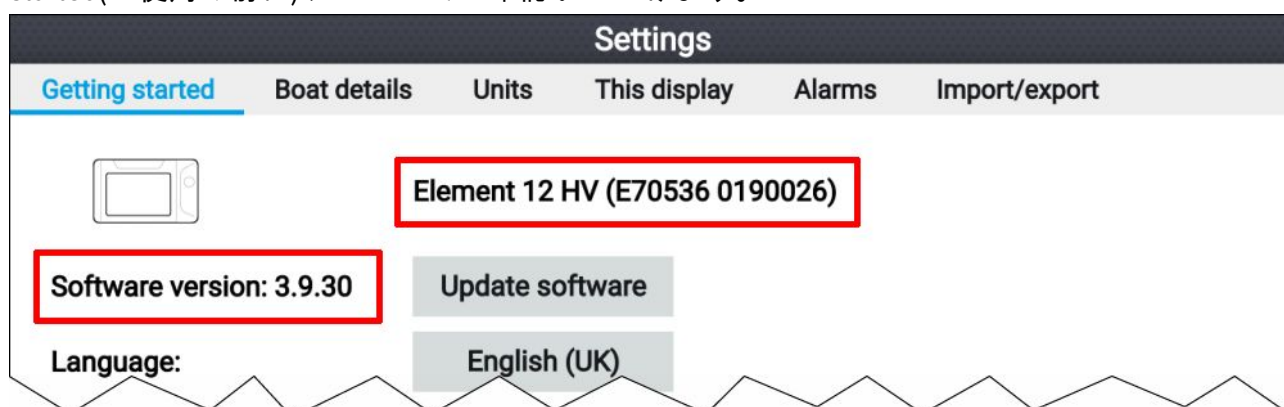 Settings
Getting started Boat details Units This display Alarms Import/export
Element 12 HV (E70536 0190026)
Software version: 3.9.30 Update software
Language: English (UK)